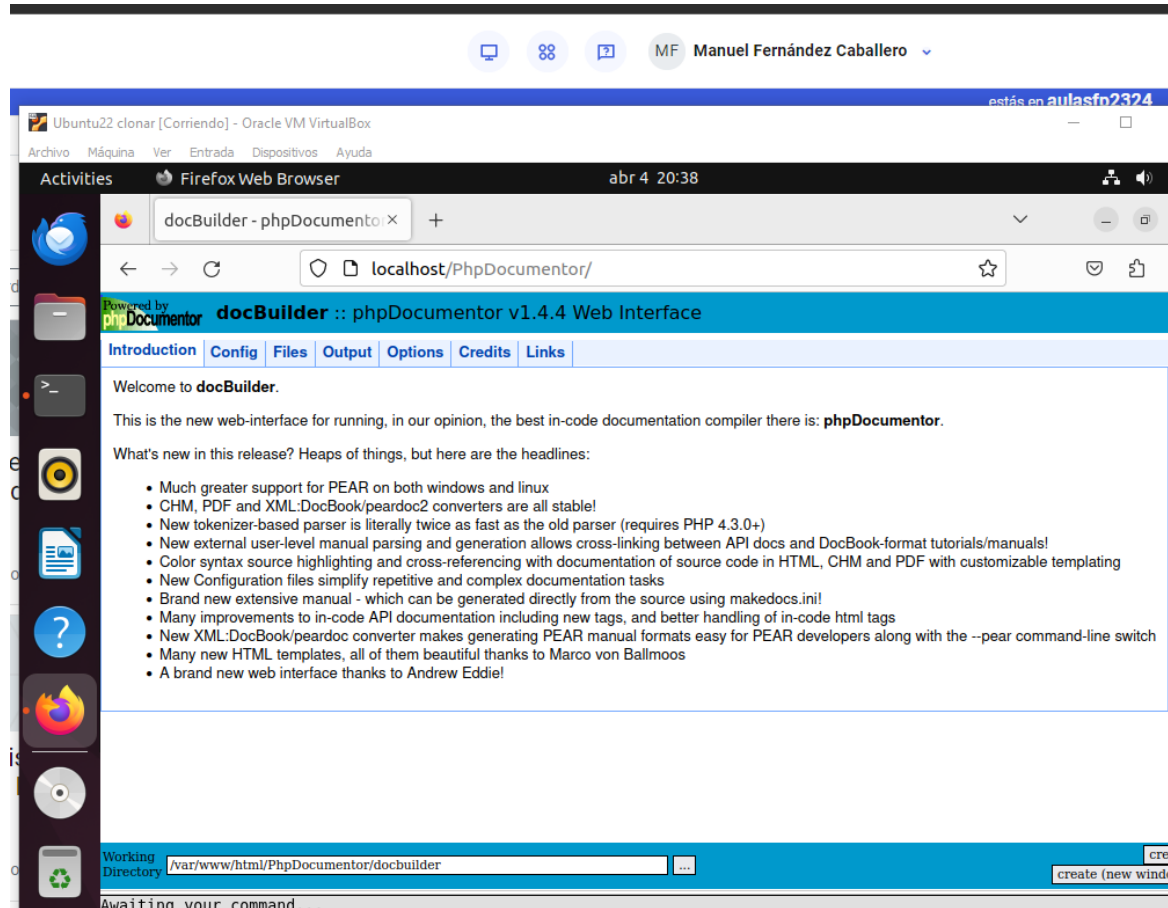 MF Manuel Fernández Caballero
estás en aulasfp2324
Ubuntu22 clonar [Corriendo] - Oracle VM VirtualBox
Archivo Máquina Ver Entrada Dispositivos Ayuda
Activities Firefox Web Browser abr 4 20:38
docBuilder - phpDocumento
localhost/PhpDocumentor/
Powered by
phpDocumentor docBuilder :: phpDocumentor v1.4.4 Web Interface
Introduction Config Files Output Options Credits Links
Welcome to docBuilder.
This is the new web-interface for running, in our opinion, the best in-code documentation compiler there is: phpDocumentor.
What's new in this release? Heaps of things, but here are the headlines:
• Much greater support for PEAR on both windows and linux
• CHM, PDF and XML:DocBook/peardoc2 converters are all stable!
• New tokenizer-based parser is literally twice as fast as the old parser (requires PHP 4.3.0+)
• New external user-level manual parsing and generation allows cross-linking between API docs and DocBook-format tutorials/manuals!
• Color syntax source highlighting and cross-referencing with documentation of source code in HTML, CHM and PDF with customizable templating
• New Configuration files simplify repetitive and complex documentation tasks
• Brand new extensive manual - which can be generated directly from the source using makedocs.ini!
• Many improvements to in-code API documentation including new tags, and better handling of in-code html tags
• New XML:DocBook/peardoc converter makes generating PEAR manual formats easy for PEAR developers along with the --pear command-line switch
• Many new HTML templates, all of them beautiful thanks to Marco von Ballmoos
• A brand new web interface thanks to Andrew Eddie!
Working
Directory /var/www/html/PhpDocumentor/docbuilder ...
cre
create (new wind
Awaiting your command...